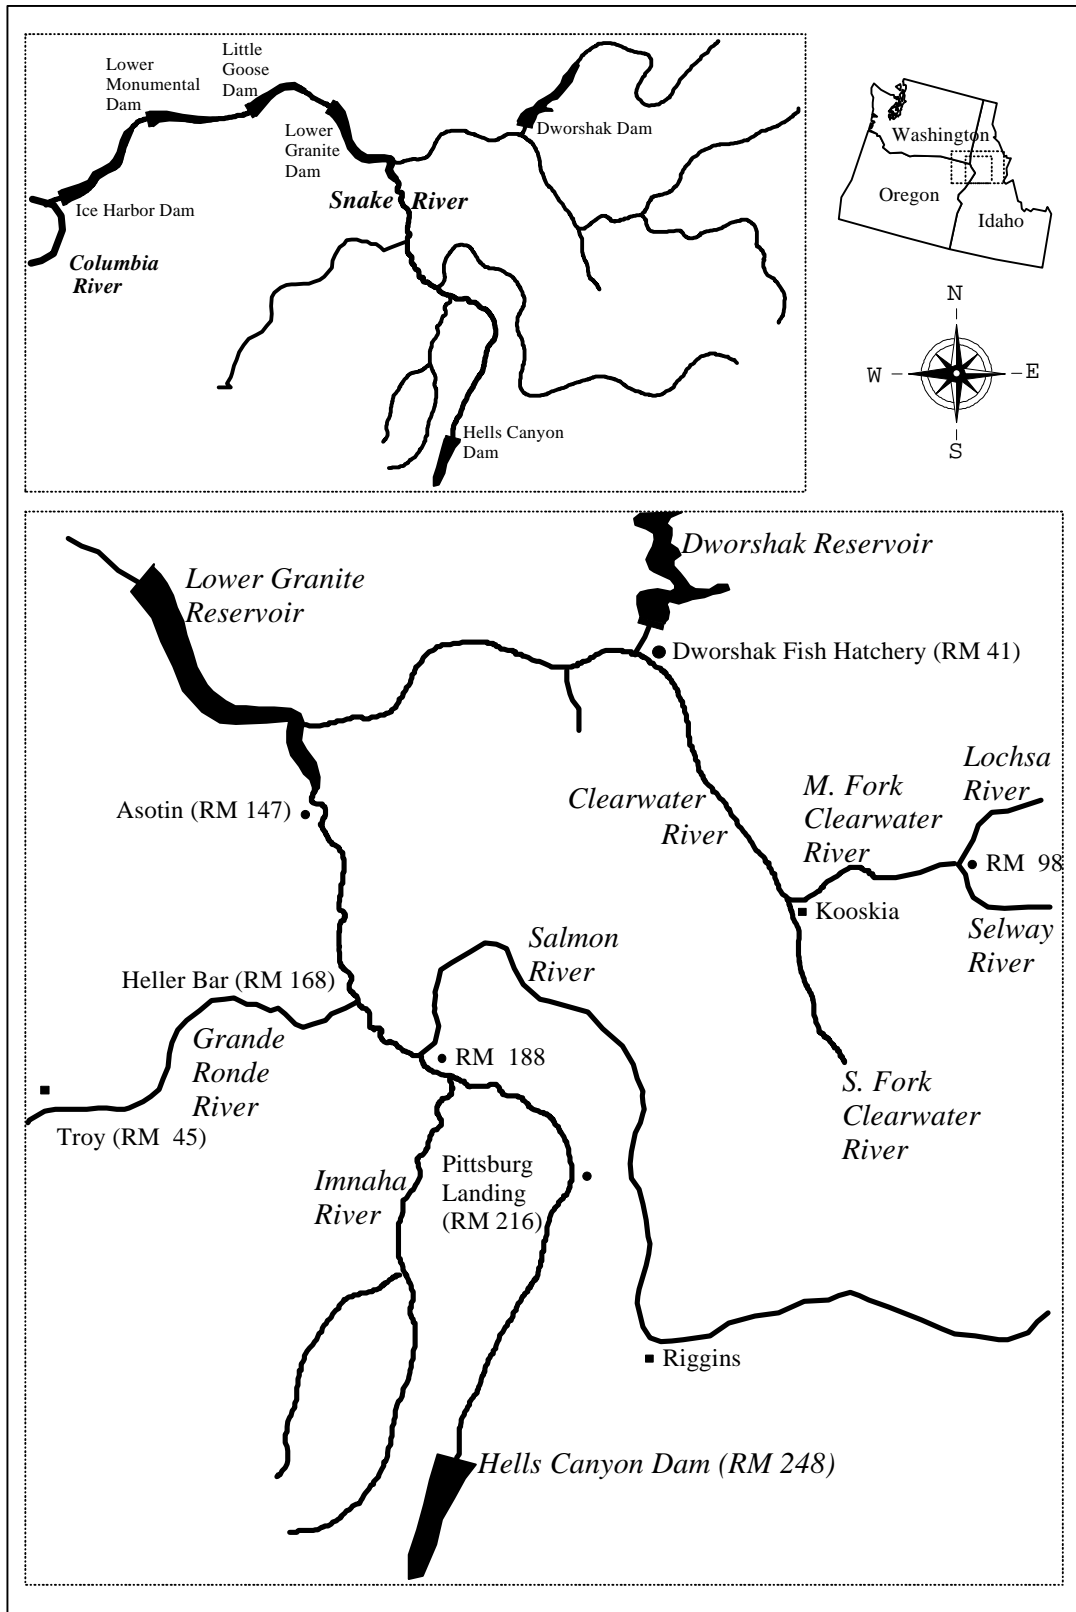 Little
Goose
Dam
Lower
Monumental
Dam
Lower
Granite
Dam
Dworshak Dam
Ice Harbor Dam
Snake River
Columbia
River
Hells Canyon
Dam
Washington
Oregon
Idaho
N
W
E
S
Dworshak Reservoir
Lower Granite
Reservoir
Dworshak Fish Hatchery (RM 41)
Lochsa
River
M. Fork
Clearwater
River
Clearwater
River
Asotin (RM 147)
RM 98
Kooskia
Selway
River
Salmon
River
Heller Bar (RM 168)
Grande
Ronde
River
RM 188
S. Fork
Clearwater
River
Troy (RM 45)
Imnaha
River
Pittsburg
Landing
(RM 216)
Riggins
Hells Canyon Dam (RM 248)